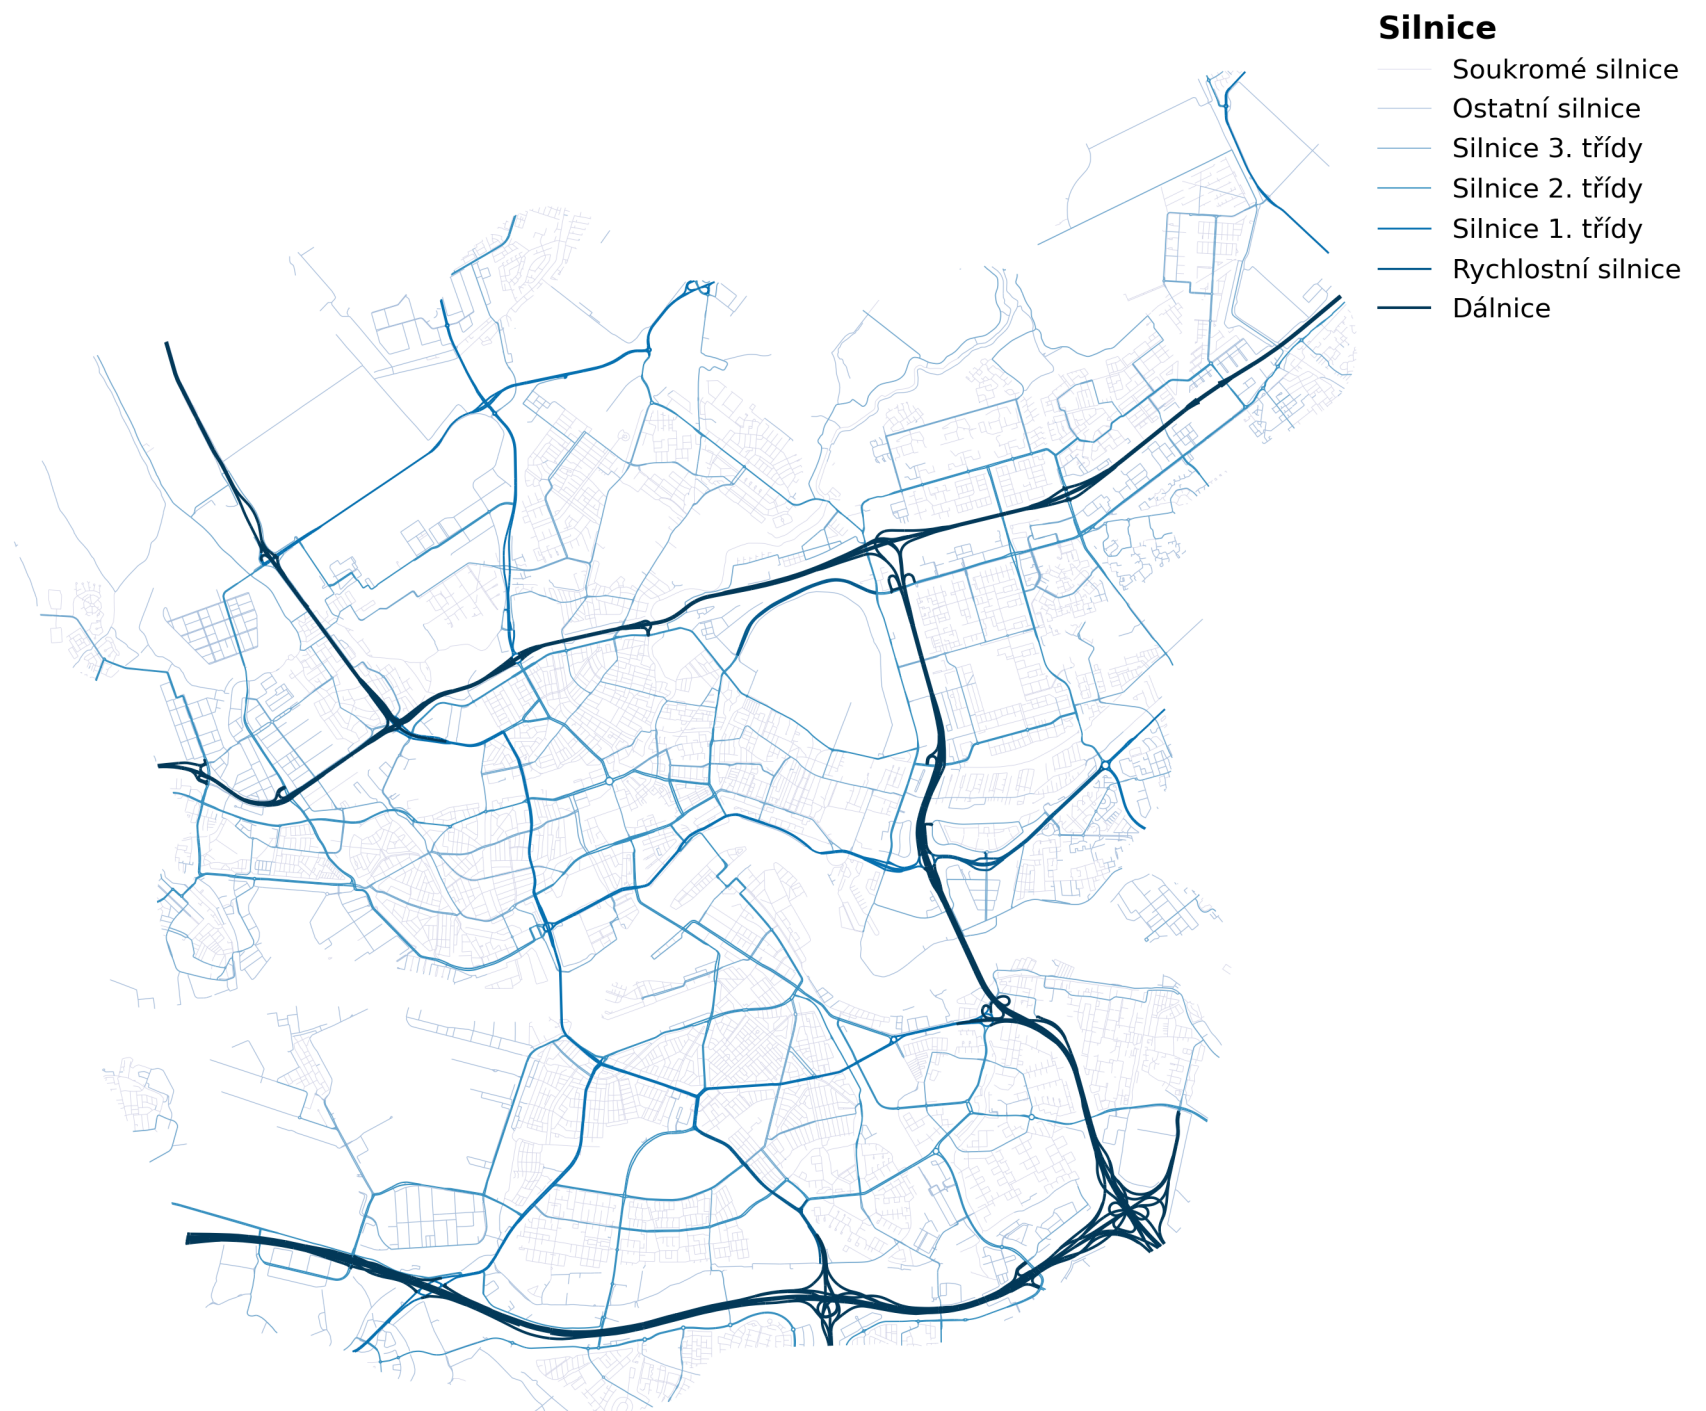 Silnice
Soukromé silnice
Ostatní silnice
Silnice 3. třídy
Silnice 2. třídy
Silnice 1. třídy
Rychlostní silnice
Dálnice